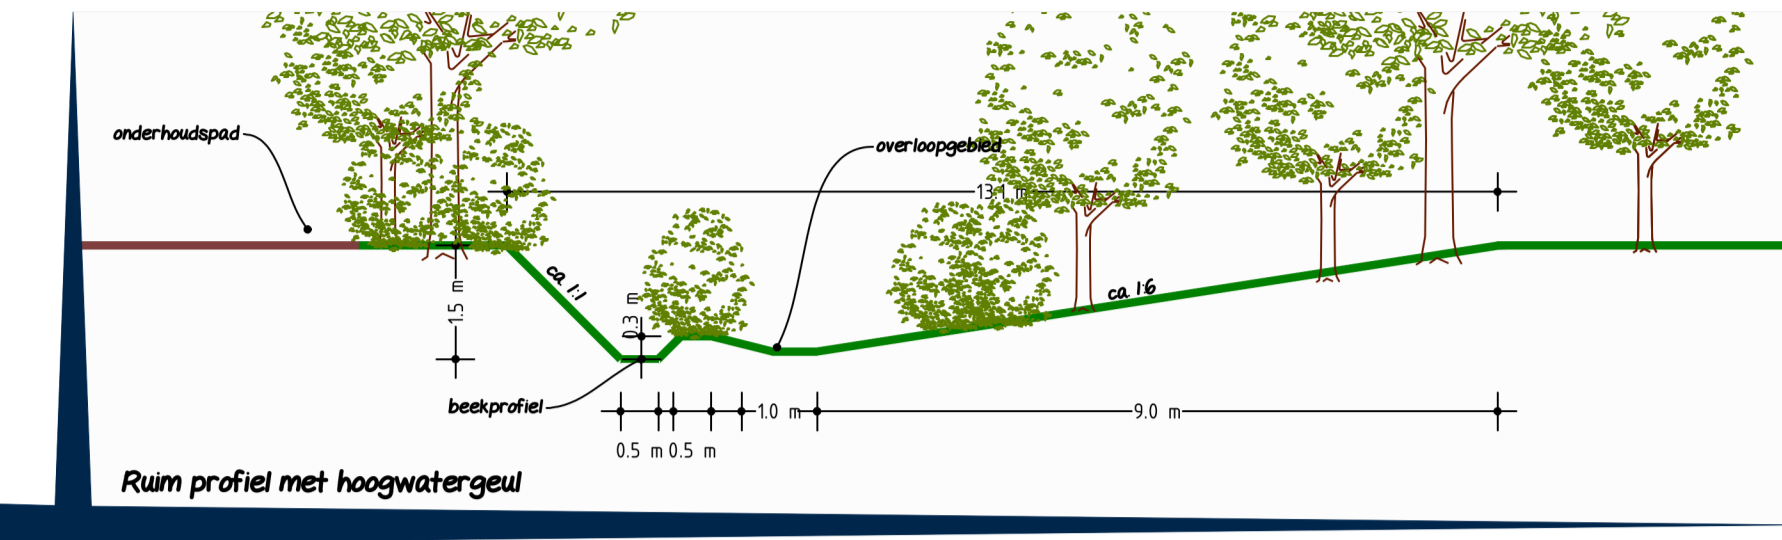 onderhoudspad
overloopgebied
13.1 m
ca 1:1
ca 1:6
1.5 m
0.3 m
beekprofiel
1.0 m
9.0 m
0.5 m 0.5 m
Ruim profiel met hoogwatergeul